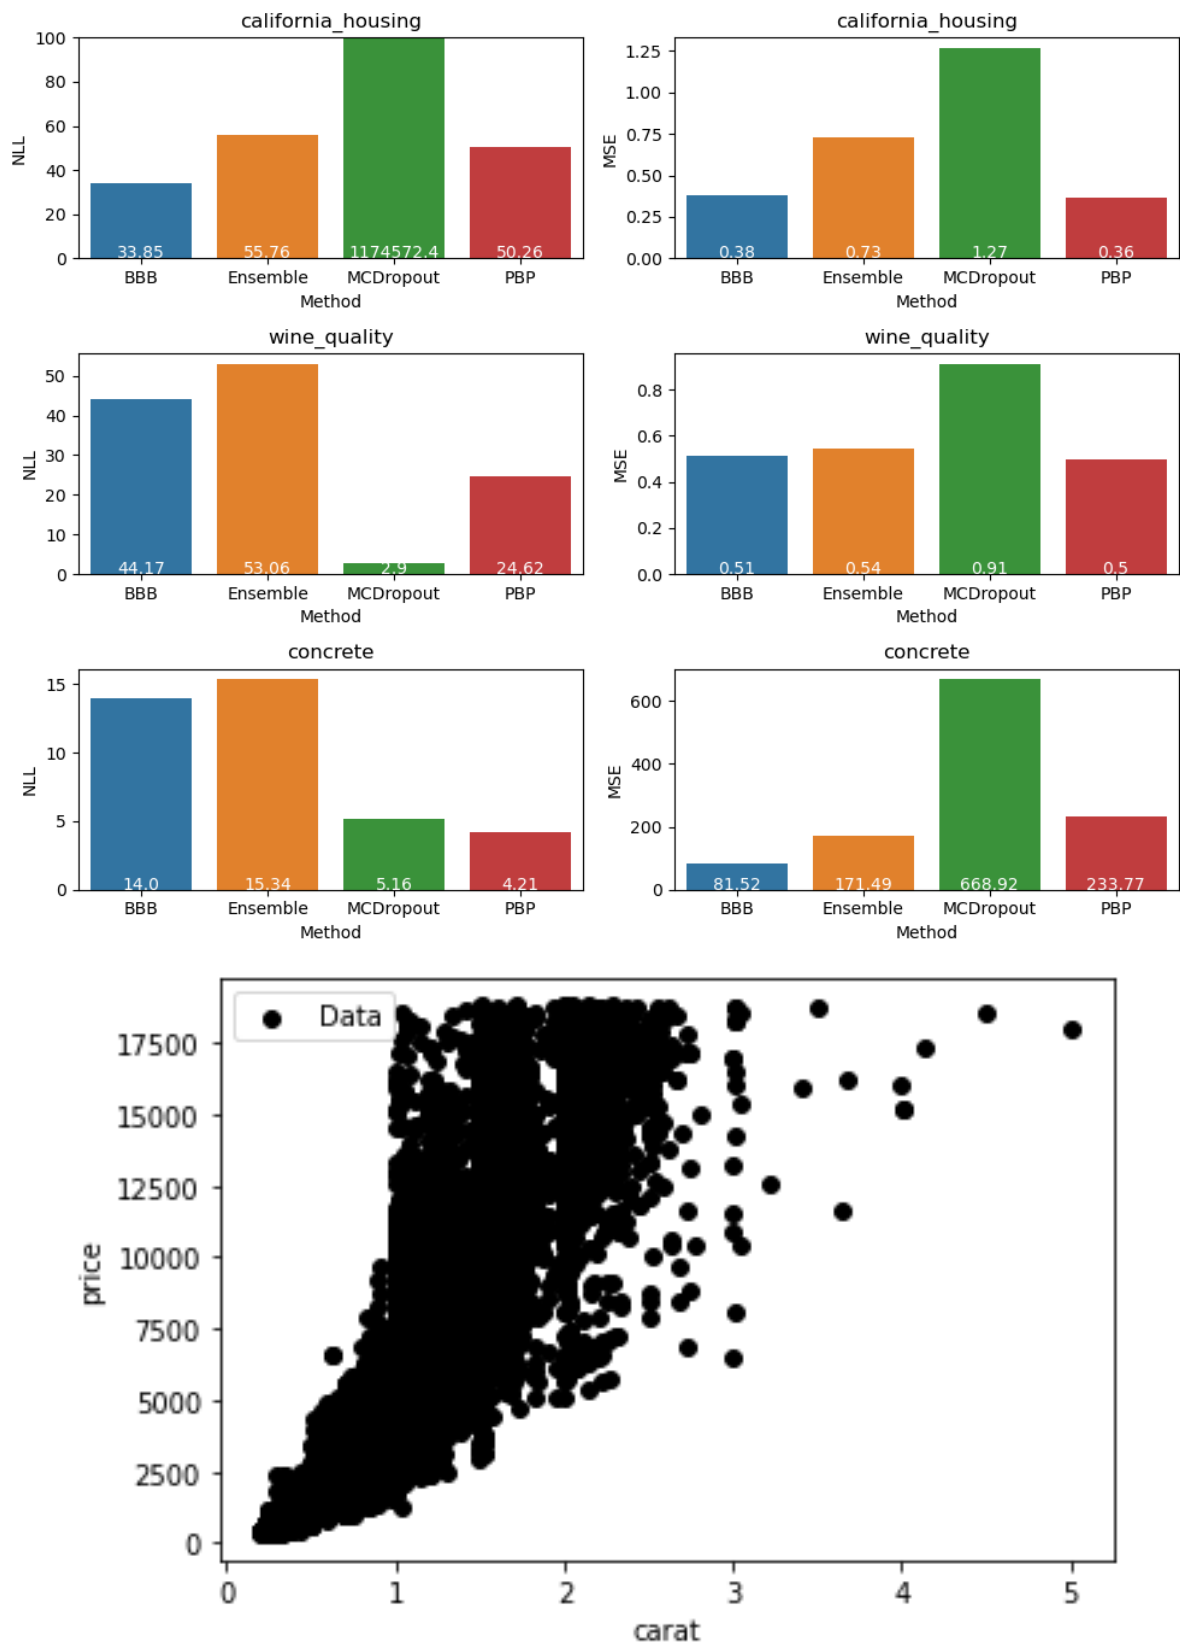 california_housing
100
80
60
40
20
0
NLL
33.85 55.76 1174572.4 50.26
BBB Ensemble MCDropout PBP
Method
california_housing
1.25
1.00
0.75
0.50
0.25
0.00
MSE
0.38 0.73 1.27 0.36
BBB Ensemble MCDropout PBP
Method
wine_quality
50
40
30
20
10
0
NLL
44.17 53.06 2.9 24.62
BBB Ensemble MCDropout PBP
Method
wine_quality
0.8
0.6
0.4
0.2
0.0
MSE
0.51 0.54 0.91 0.5
BBB Ensemble MCDropout PBP
Method
concrete
15
10
5
0
NLL
14.0 15.34 5.16 4.21
BBB Ensemble MCDropout PBP
Method
concrete
600
400
200
0
MSE
81.52 171.49 668.92 233.77
BBB Ensemble MCDropout PBP
Method
Data
17500
15000
12500
10000
7500
5000
2500
0
price
0 1 2 3 4 5
carat